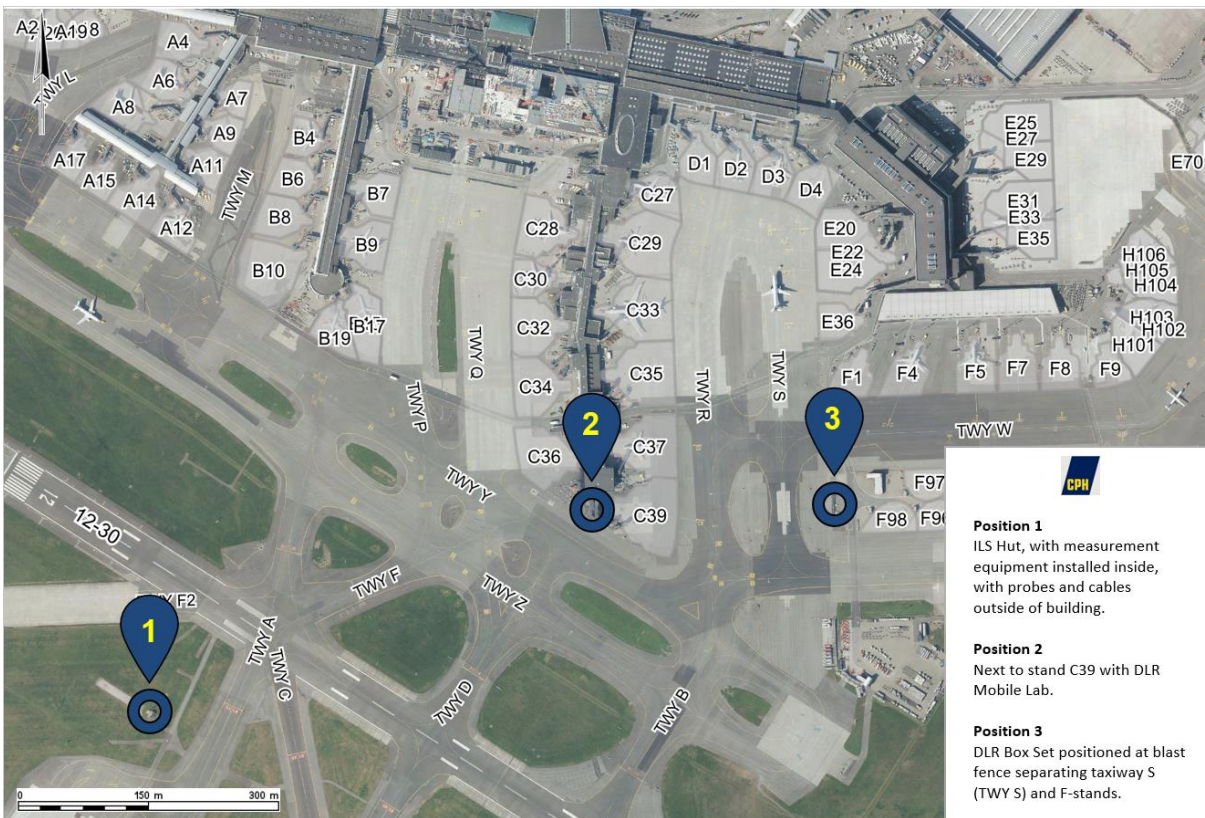 A4
A6
A8
A7
A9
A11
A17
A15
A14
A12
TWY L
TWY M
B4
B6
B8
B10
B7
B9
B17
B19
TWY P
TWY Q
C28
C30
C32
C34
C36
C27
C29
C33
C35
C37
C39
D1
D2
D3
D4
TWY R
TWY S
E20
E22
E24
E36
E25
E27
E29
E31
E33
E35
E70
H106
H105
H104
H103
H102
H101
F1
F4
F5
F7
F8
F9
TWY W
F97
F98
F96
TWY Y
TWY Z
TWY F
TWY A
TWY C
TWY D
TWY B
12-30
12
F2
1
2
3
0 150 m 300 m
CPH
Position 1
ILS Hut, with measurement
equipment installed inside,
with probes and cables
outside of building.
Position 2
Next to stand C39 with DLR
Mobile Lab.
Position 3
DLR Box Set positioned at blast
fence separating taxiway S
(TWY S) and F-stands.